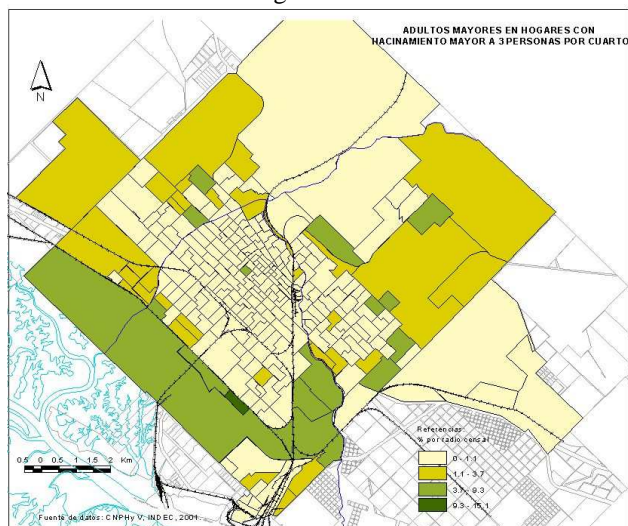 ADULTOS MAYORES EN HOGARES CON
HACINAMIENTO MAYOR A 3 PERSONAS POR CUARTO
N
0.5 0 0.5 1 1.5 2 Km
Referencias:
% por radio censal
0 - 1.1
1.1 - 3.7
3.7 - 9.3
9.3 - 15.1
Fuente de datos: CNPHy V, INDEC, 2001